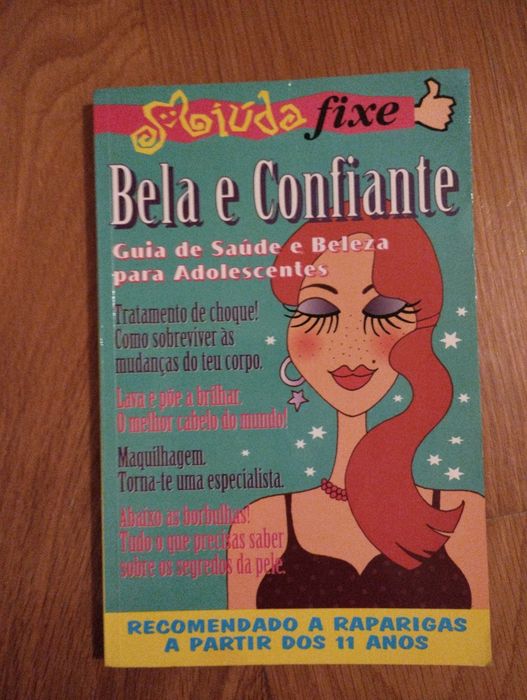 Miúda fixe
Bela e Confiante
Guia de Saúde e Beleza
para Adolescentes
Tratamento de choque!
Como sobreviver às
mudanças do teu corpo.
Lava e põe a brilhar.
O melhor cabelo do mundo!
Maquilhagem.
Torna-te uma especialista.
Abaixo as borbulhas!
Tudo o que precisas saber
sobre os segredos da pele.
RECOMENDADO A RAPARIGAS
A PARTIR DOS 11 ANOS